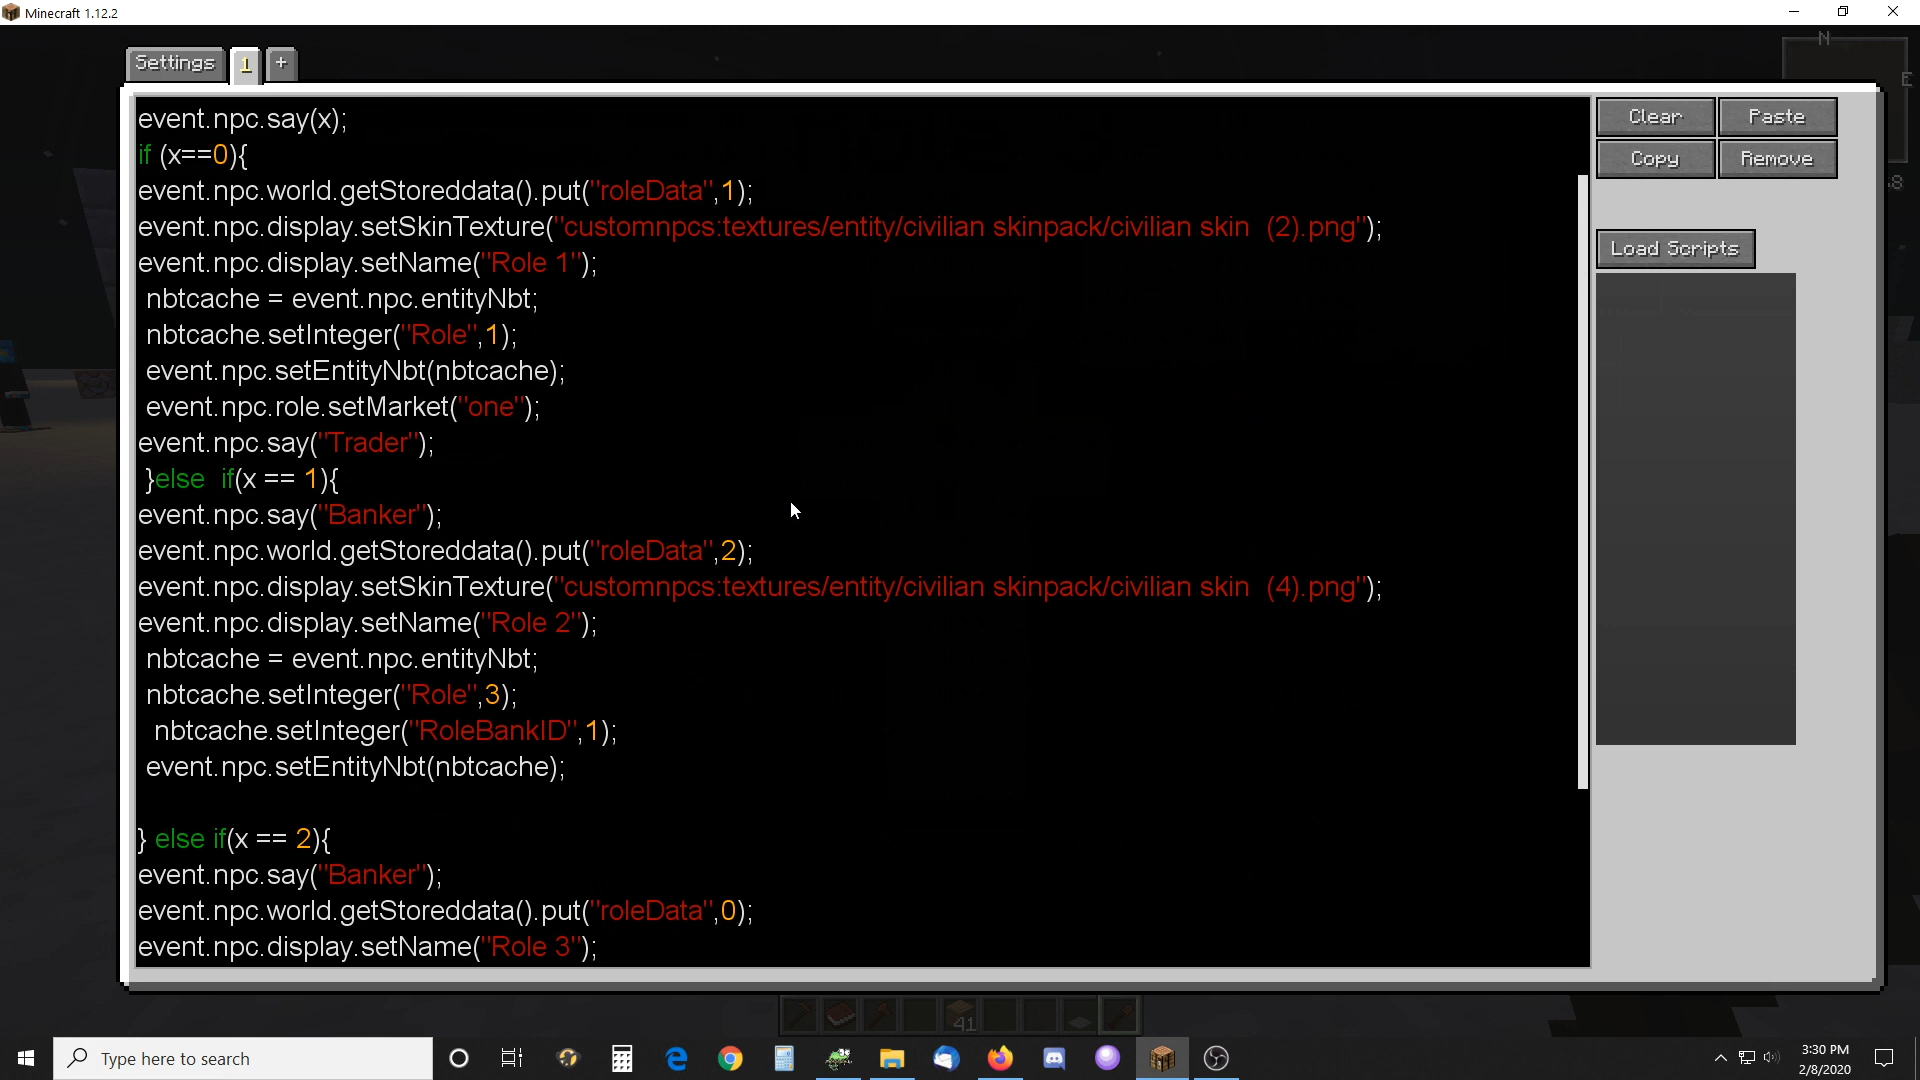 Minecraft 1.12.2
N
Settings
1
+
E
event.npc.say(x);
if (x==0){
event.npc.world.getStoreddata().put("roleData",1);
event.npc.display.setSkinTexture("customnpcs:textures/entity/civilian skinpack/civilian skin  (2).png");
event.npc.display.setName("Role 1");
nbtcache = event.npc.entityNbt;
nbtcache.setInteger("Role",1);
event.npc.setEntityNbt(nbtcache);
event.npc.role.setMarket("one");
event.npc.say("Trader");
}else  if(x == 1){
event.npc.say("Banker");
event.npc.world.getStoreddata().put("roleData",2);
event.npc.display.setSkinTexture("customnpcs:textures/entity/civilian skinpack/civilian skin  (4).png");
event.npc.display.setName("Role 2");
nbtcache = event.npc.entityNbt;
nbtcache.setInteger("Role",3);
nbtcache.setInteger("RoleBankID",1);
event.npc.setEntityNbt(nbtcache);
} else if(x == 2){
event.npc.say("Banker");
event.npc.world.getStoreddata().put("roleData",0);
event.npc.display.setName("Role 3");
Clear
Paste
Copy
Remove
Load Scripts
41
Type here to search
3:30 PM
2/8/2020